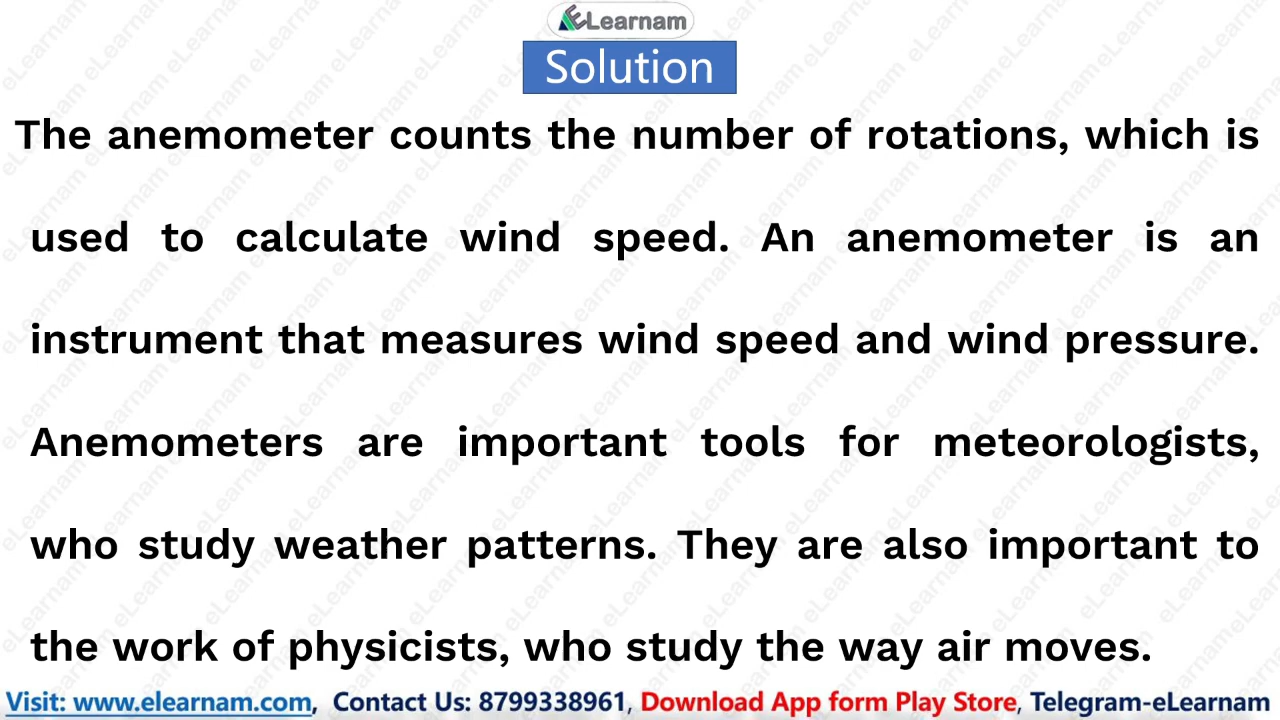 ELearnam
Solution
The anemometer counts the number of rotations, which is
used to calculate wind speed. An anemometer is an
instrument that measures wind speed and wind pressure.
Anemometers are important tools for meteorologists,
who study weather patterns. They are also important to
the work of physicists, who study the way air moves.
Visit: www.elearnam.com, Contact Us: 8799338961, Download App form Play Store, Telegram-eLearnam